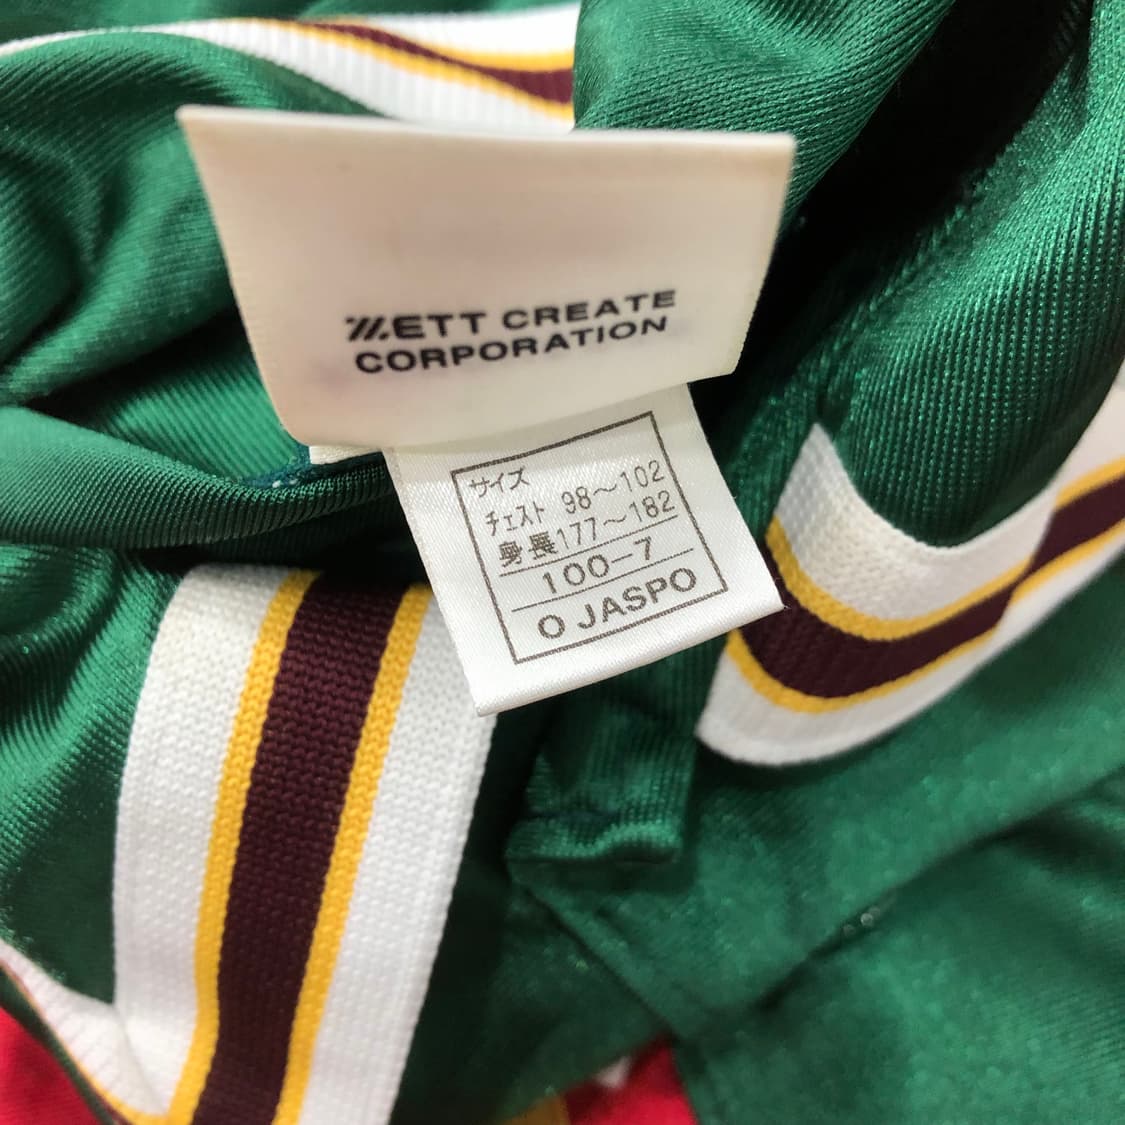 ZETT CREATE
CORPORATION
サイズ
チェスト 98〜102
身長177〜182
100-7
O JASPO